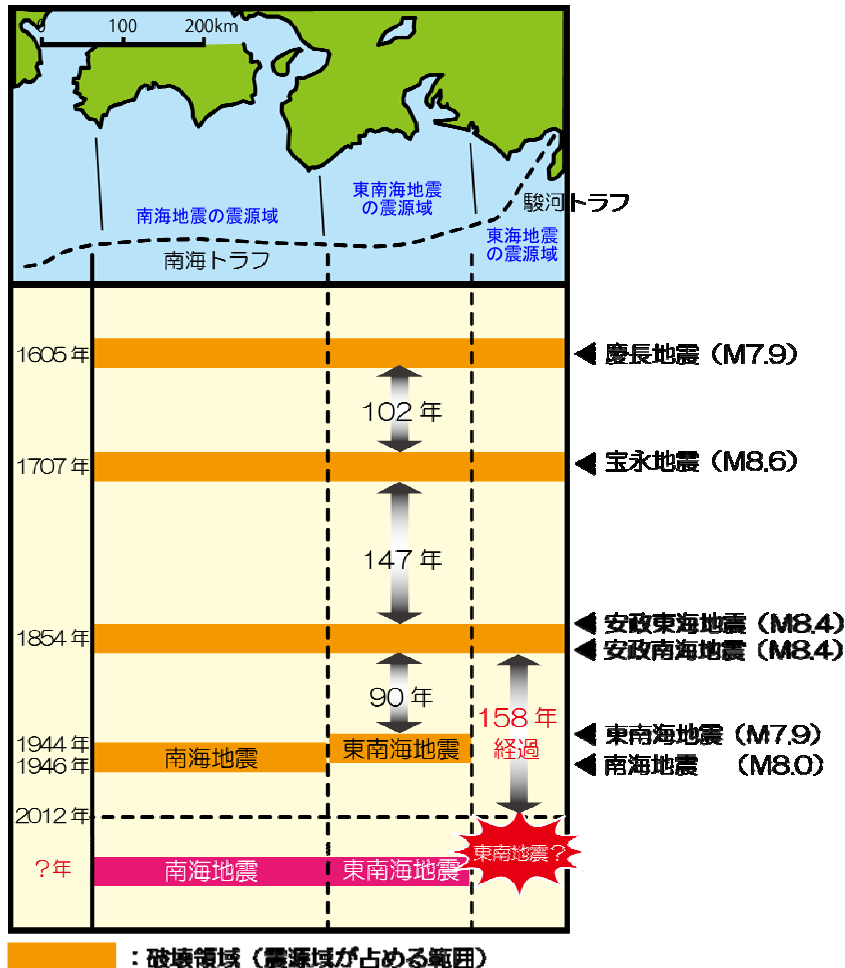 0 100 200km
南海地震の震源域
東南海地震
の震源域
駿河トラフ
東海地震
の震源域
南海トラフ
1605年
慶長地震（M7.9）
102年
1707年
宝永地震（M8.6）
147年
1854年
安政東海地震（M8.4）
安政南海地震（M8.4）
90年
158年
経過
1944年
1946年
南海地震
東南海地震
東南海地震（M7.9）
南海地震 （M8.0）
2012年
？年
南海地震
東南海地震
東南地震？
：破壊領域（震源域が占める範囲）